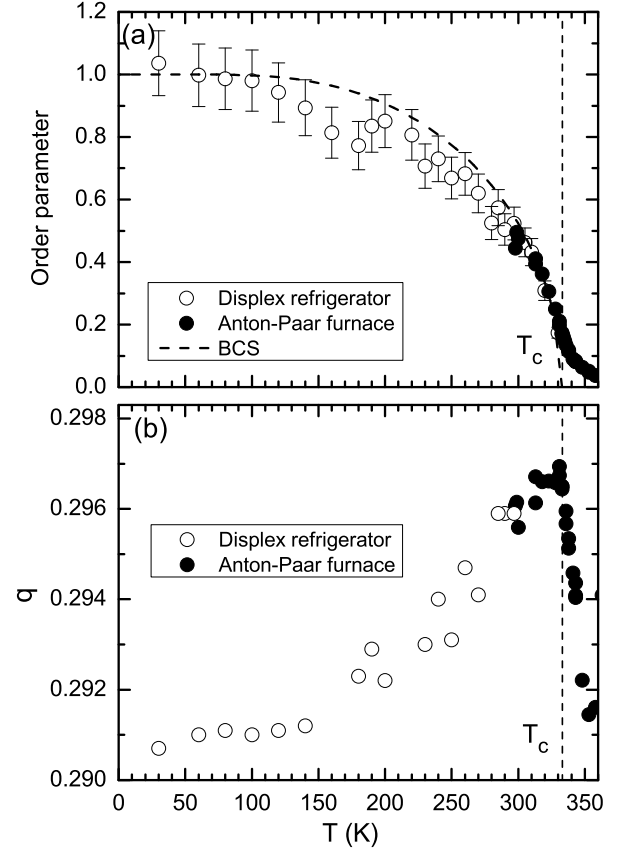 1.2
(a)
1.0
0.8
0.6
0.4
0.2
0.0
Order parameter
Displex refrigerator
Anton-Paar furnace
BCS
Tc
0.298
(b)
0.296
0.294
0.292
0.290
q
Displex refrigerator
Anton-Paar furnace
Tc
0 50 100 150 200 250 300 350
T (K)